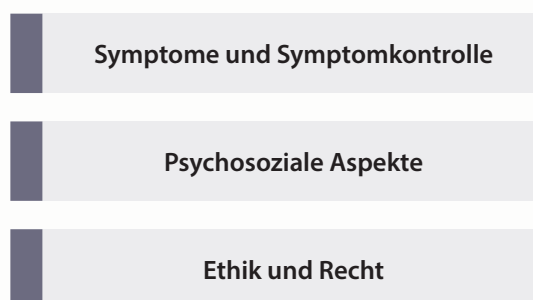 Symptome und Symptomkontrolle
Psychosoziale Aspekte
Ethik und Recht